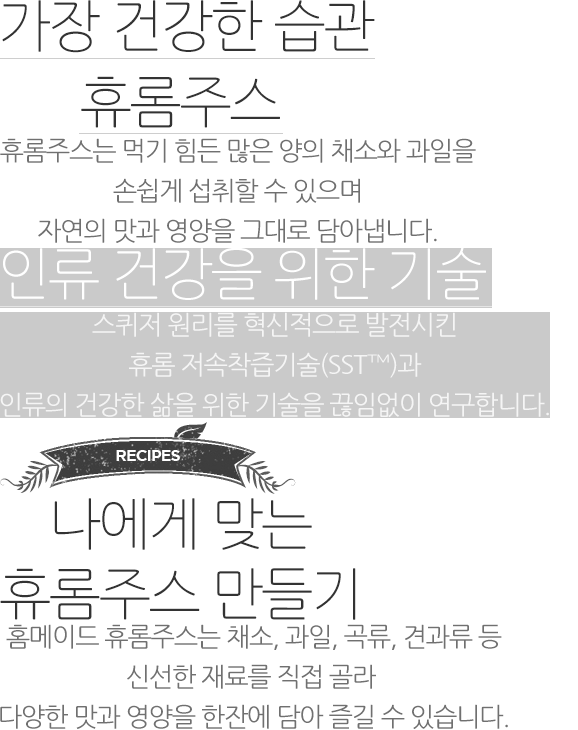 가장 건강한 습관
휴롬주스
휴롬주스는 먹기 힘든 많은 양의 채소와 과일을
손쉽게 섭취할 수 있으며
자연의 맛과 영양을 그대로 담아냅니다.
인류 건강을 위한 기술
스퀴저 원리를 혁신적으로 발전시킨
휴롬 저속착즙기술(SST™)과
인류의 건강한 삶을 위한 기술을 끊임없이 연구합니다.
RECIPES
나에게 맞는
휴롬주스 만들기
홈메이드 휴롬주스는 채소, 과일, 곡류, 견과류 등
신선한 재료를 직접 골라
다양한 맛과 영양을 한잔에 담아 즐길 수 있습니다.